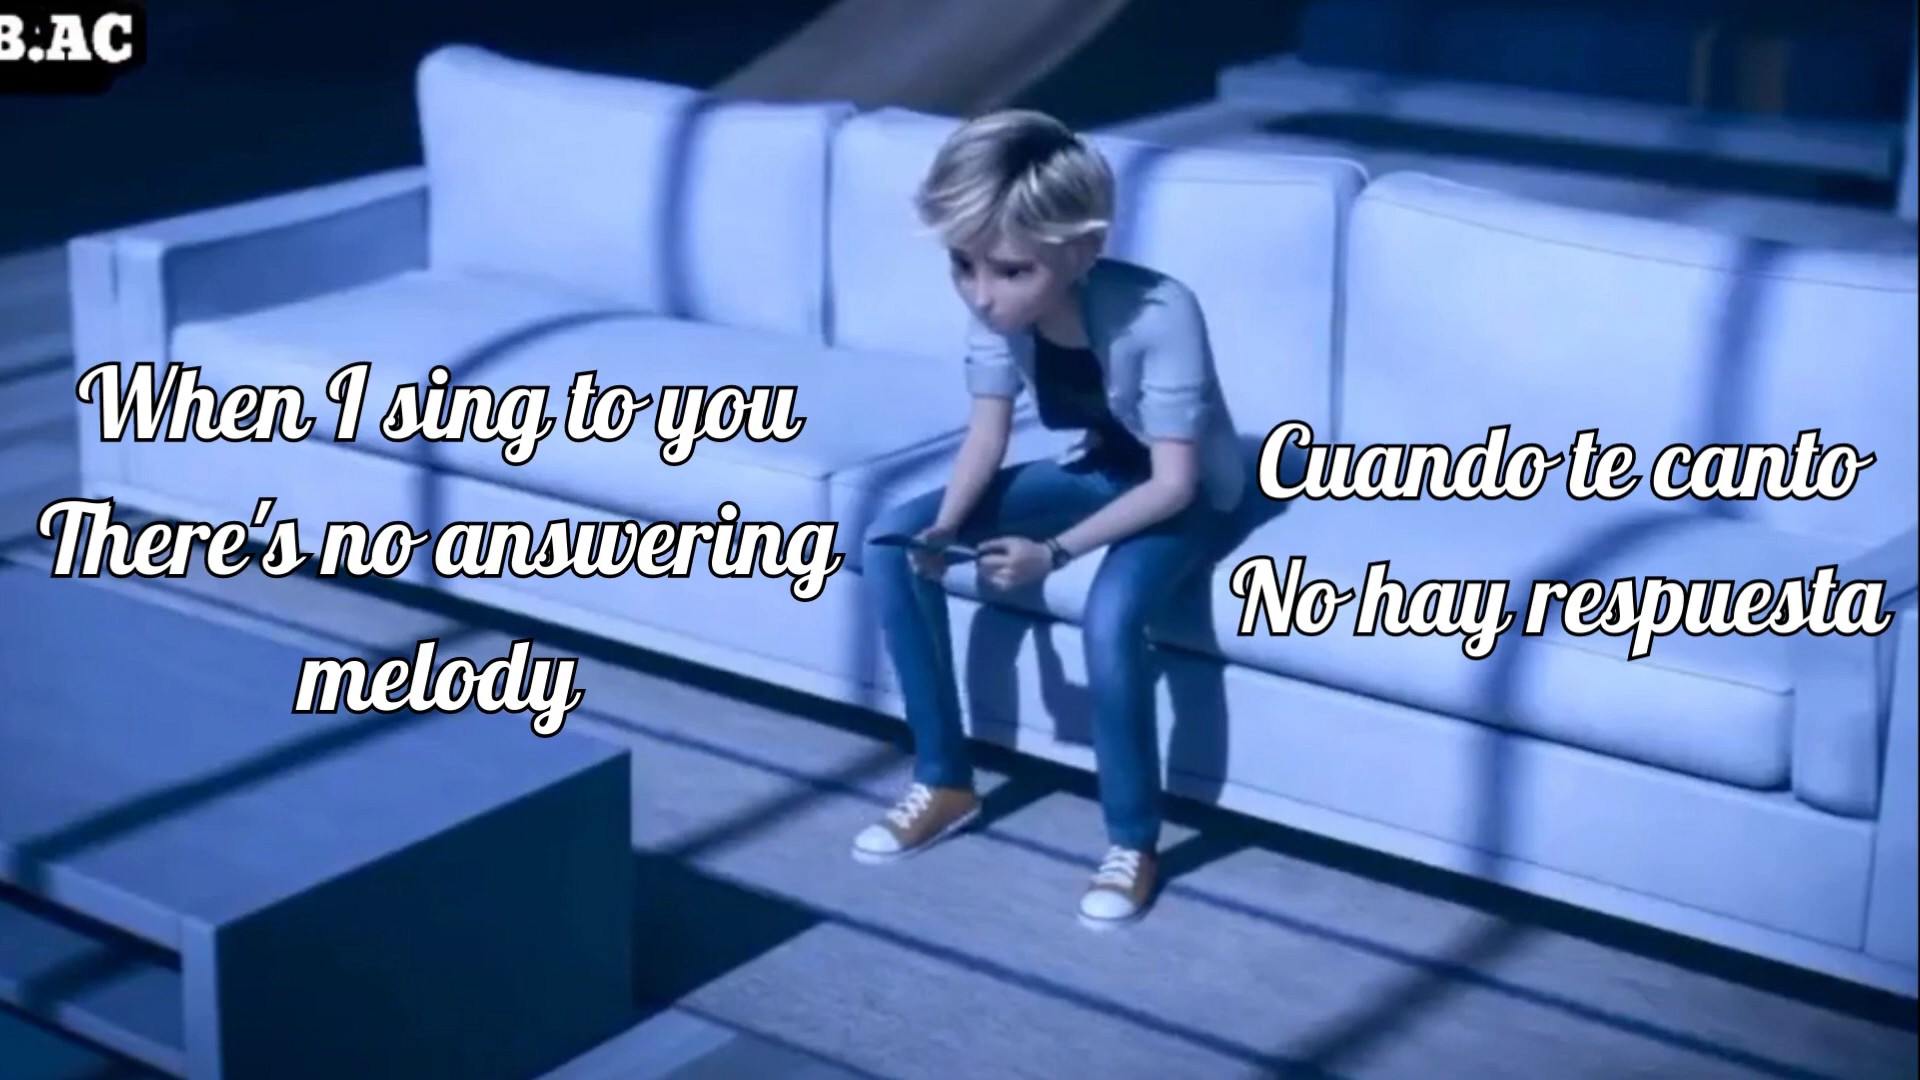 B.AC
When I sing to you
There's no answering
melody
Cuando te canto
No hay respuesta